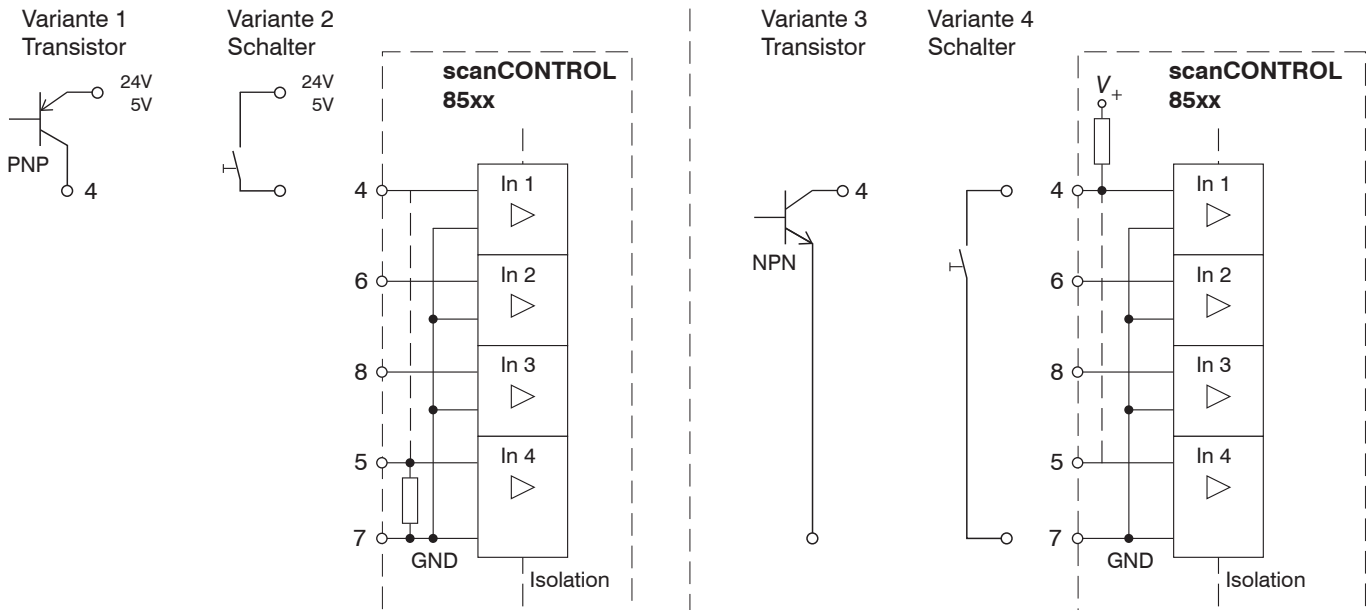 Variante 1
Transistor
24V
5V
PNP
4
Variante 2
Schalter
24V
5V
scanCONTROL
85xx
4
6
8
5
7
In 1
In 2
In 3
In 4
GND
Isolation
Variante 3
Transistor
4
NPN
Variante 4
Schalter
scanCONTROL
85xx
V+
4
6
8
5
7
In 1
In 2
In 3
In 4
GND
Isolation